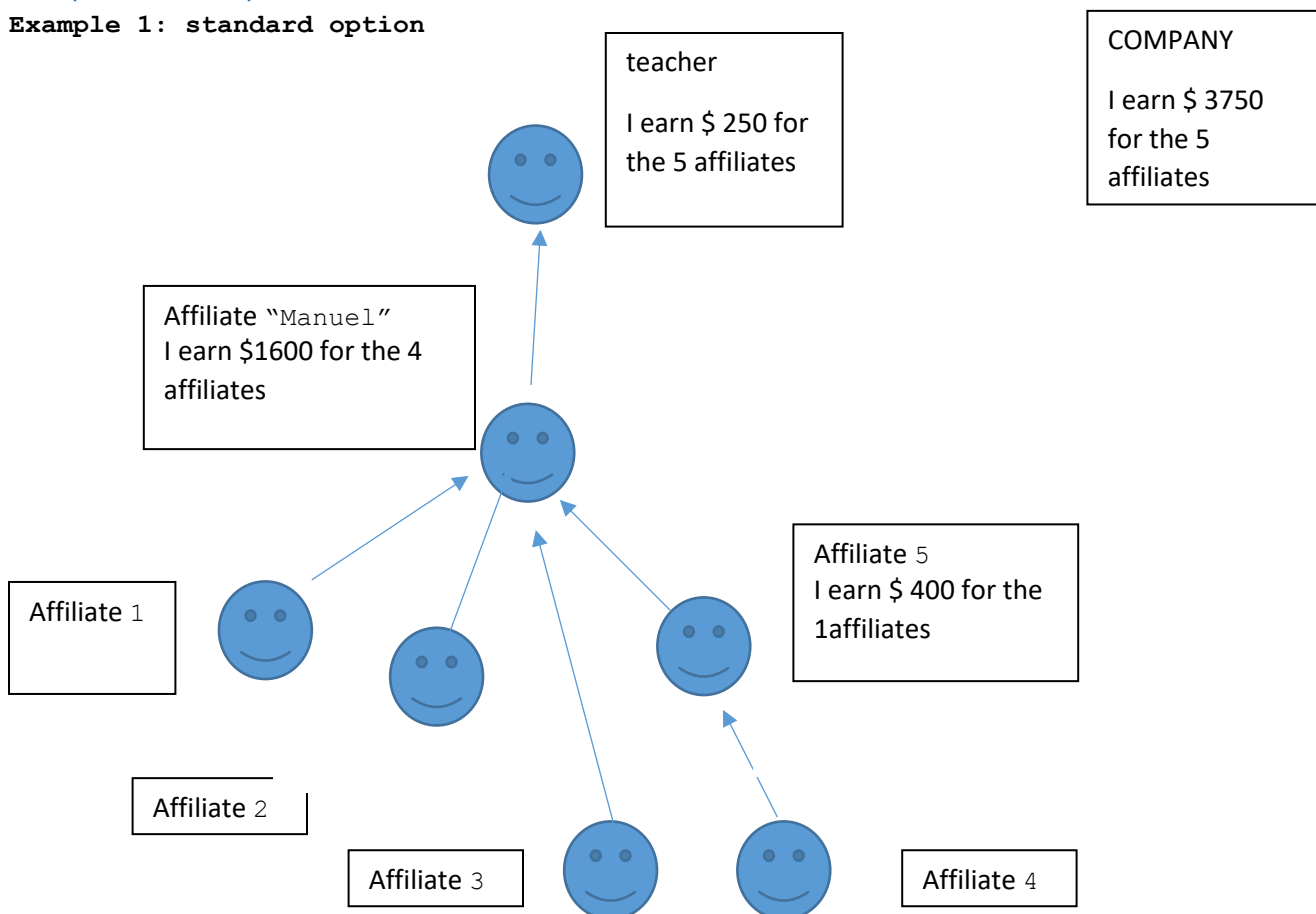 Example 1: standard option
COMPANY
I earn $ 3750
for the 5
affiliates
teacher
I earn $ 250 for
the 5 affiliates
Affiliate “Manuel”
I earn $1600 for the 4
affiliates
Affiliate 5
I earn $ 400 for the
1affiliates
Affiliate 1
Affiliate 2
Affiliate 3
Affiliate 4